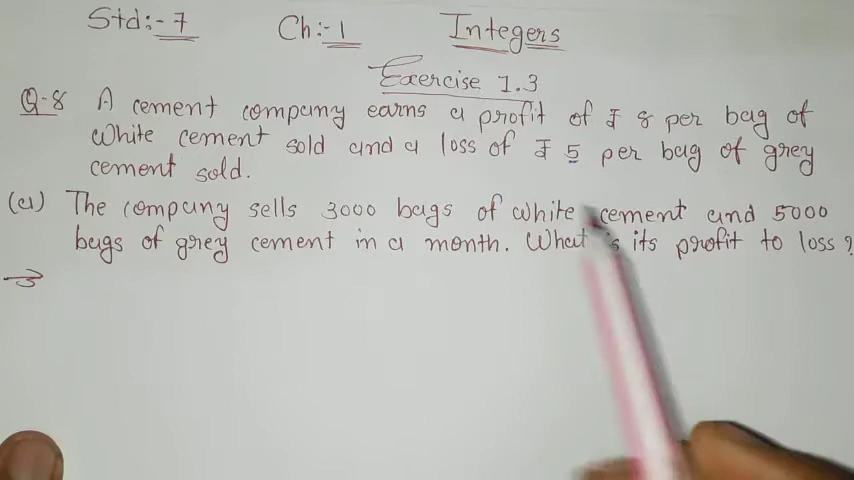 Std:- 7 Ch:- 1 Integers
Exercise 1.3
Q-8 A cement company earns a profit of ₹ 8 per bag of
white cement sold and a loss of ₹ 5 per bag of grey
cement sold.
(a) The company sells 3000 bags of white cement and 5000
bags of grey cement in a month. What is its profit to loss ?
→